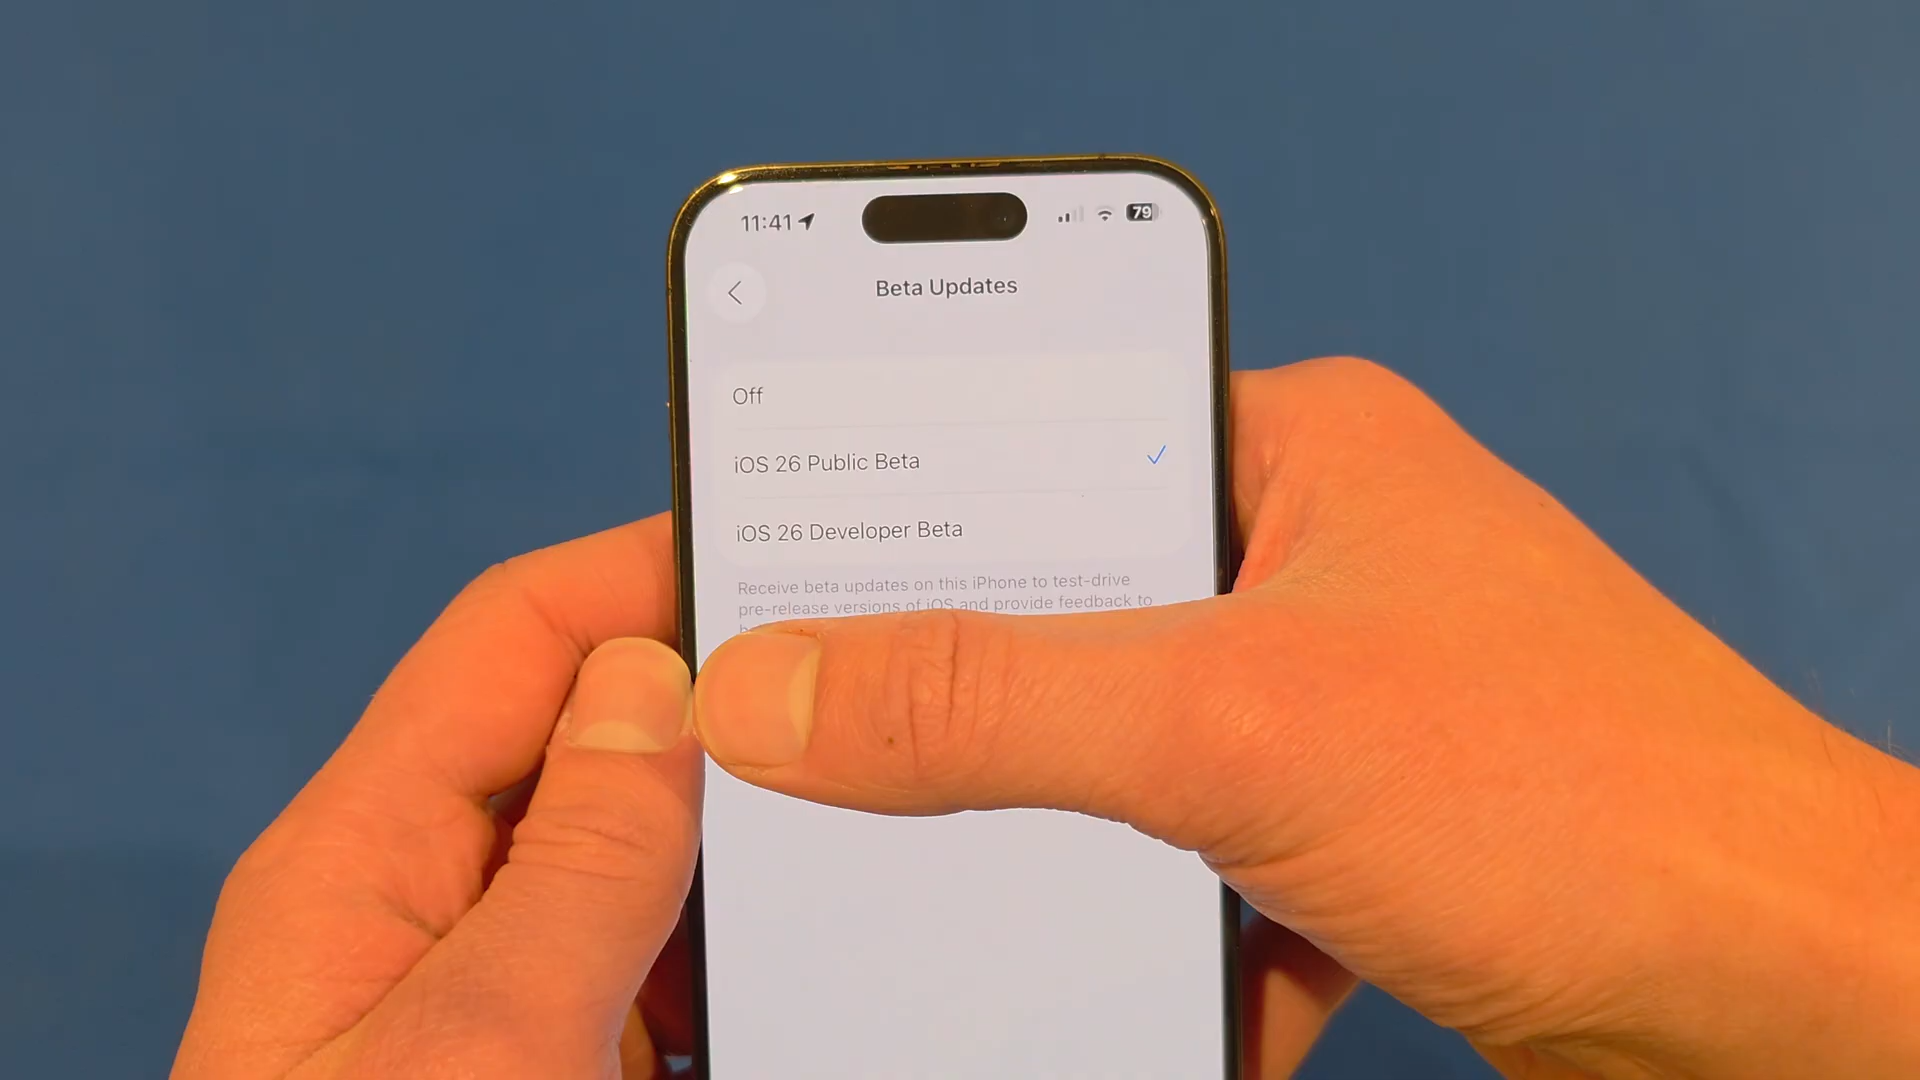 11:41
79
Beta Updates
Off
iOS 26 Public Beta
iOS 26 Developer Beta
Receive beta updates on this iPhone to test-drive
pre-release versions of iOS and provide feedback to